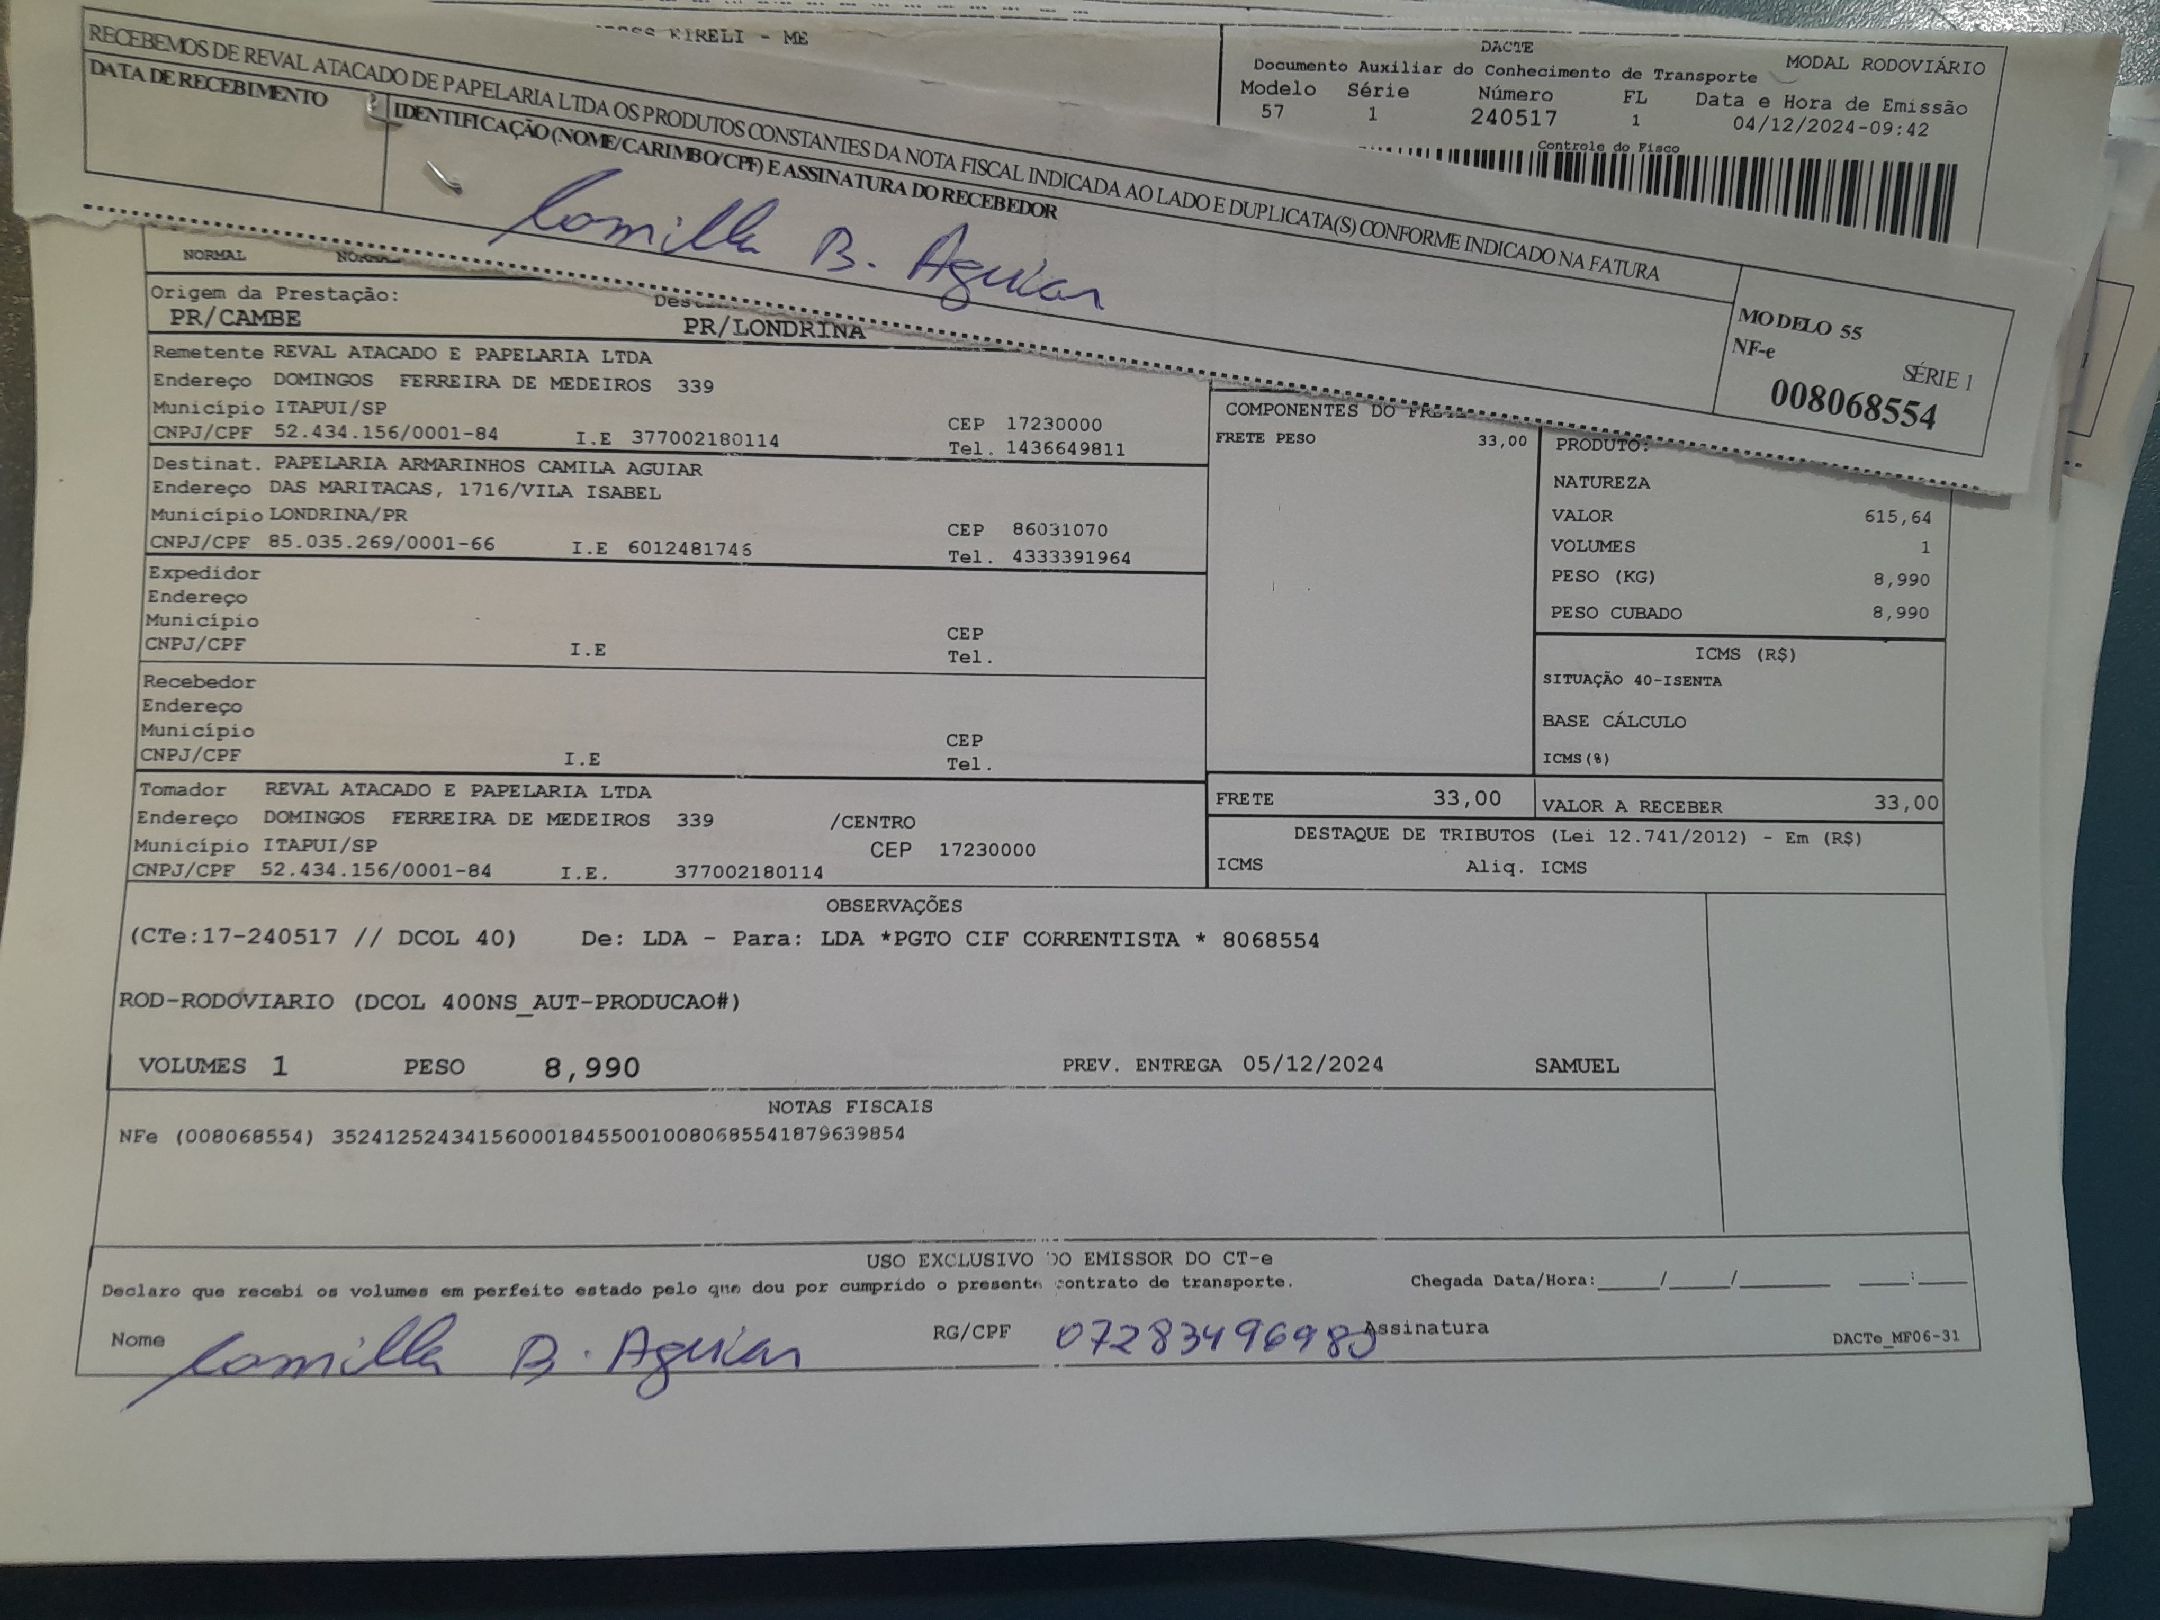 EIRELI - ME
DACTE
MODAL RODOVIÁRIO
Documento Auxiliar do Conhecimento de Transporte
Modelo Série Número FL Data e Hora de Emissão
57 1 240517 1 04/12/2024-09:42
Controle do Fisco
RECEBEMOS DE REVAL ATACADO DE PAPELARIA LTDA OS PRODUTOS CONSTANTES DA NOTA FISCAL INDICADA AO LADO E DUPLICATA(S) CONFORME INDICADO NA FATURA
DATA DE RECEBIMENTO
IDENTIFICAÇÃO (NOME/CARIMBO/CPF) E ASSINATURA DO RECEBEDOR
Camilla B. Aguiar
MODELO 55
NF-e
SÉRIE 1
008068554
NORMAL
Origem da Prestação:
PR/CAMBE PR/LONDRINA
Remetente REVAL ATACADO E PAPELARIA LTDA
Endereço DOMINGOS FERREIRA DE MEDEIROS 339
Município ITAPUI/SP CEP 17230000
CNPJ/CPF 52.434.156/0001-84 I.E 377002180114 Tel. 1436649811
Destinat. PAPELARIA ARMARINHOS CAMILA AGUIAR
Endereço DAS MARITACAS, 1716/VILA ISABEL
Município LONDRINA/PR CEP 86031070
CNPJ/CPF 85.035.269/0001-66 I.E 6012481746 Tel. 4333391964
Expedidor
Endereço
Município CEP
CNPJ/CPF I.E Tel.
Recebedor
Endereço
Município CEP
CNPJ/CPF I.E Tel.
Tomador REVAL ATACADO E PAPELARIA LTDA
Endereço DOMINGOS FERREIRA DE MEDEIROS 339 /CENTRO
Município ITAPUI/SP CEP 17230000
CNPJ/CPF 52.434.156/0001-84 I.E. 377002180114
COMPONENTES DO FRETE
FRETE PESO 33,00
PRODUTO:
NATUREZA
VALOR 615,64
VOLUMES 1
PESO (KG) 8,990
PESO CUBADO 8,990
ICMS (R$)
SITUAÇÃO 40-ISENTA
BASE CÁLCULO
ICMS(%)
FRETE 33,00 VALOR A RECEBER 33,00
DESTAQUE DE TRIBUTOS (Lei 12.741/2012) - Em (R$)
ICMS Aliq. ICMS
OBSERVAÇÕES
(CTe:17-240517 // DCOL 40) De: LDA - Para: LDA *PGTO CIF CORRENTISTA * 8068554
ROD-RODOVIARIO (DCOL 400NS_AUT-PRODUCAO#)
VOLUMES 1 PESO 8,990 PREV. ENTREGA 05/12/2024 SAMUEL
NOTAS FISCAIS
NFe (008068554) 35241252434156000184550010080685541879639854
USO EXCLUSIVO DO EMISSOR DO CT-e
Declaro que recebi os volumes em perfeito estado pelo que dou por cumprido o presente contrato de transporte. Chegada Data/Hora:____/____/______ ____:____
Nome Camilla B. Aguiar RG/CPF 07283496983 Assinatura
DACTe_MF06-31